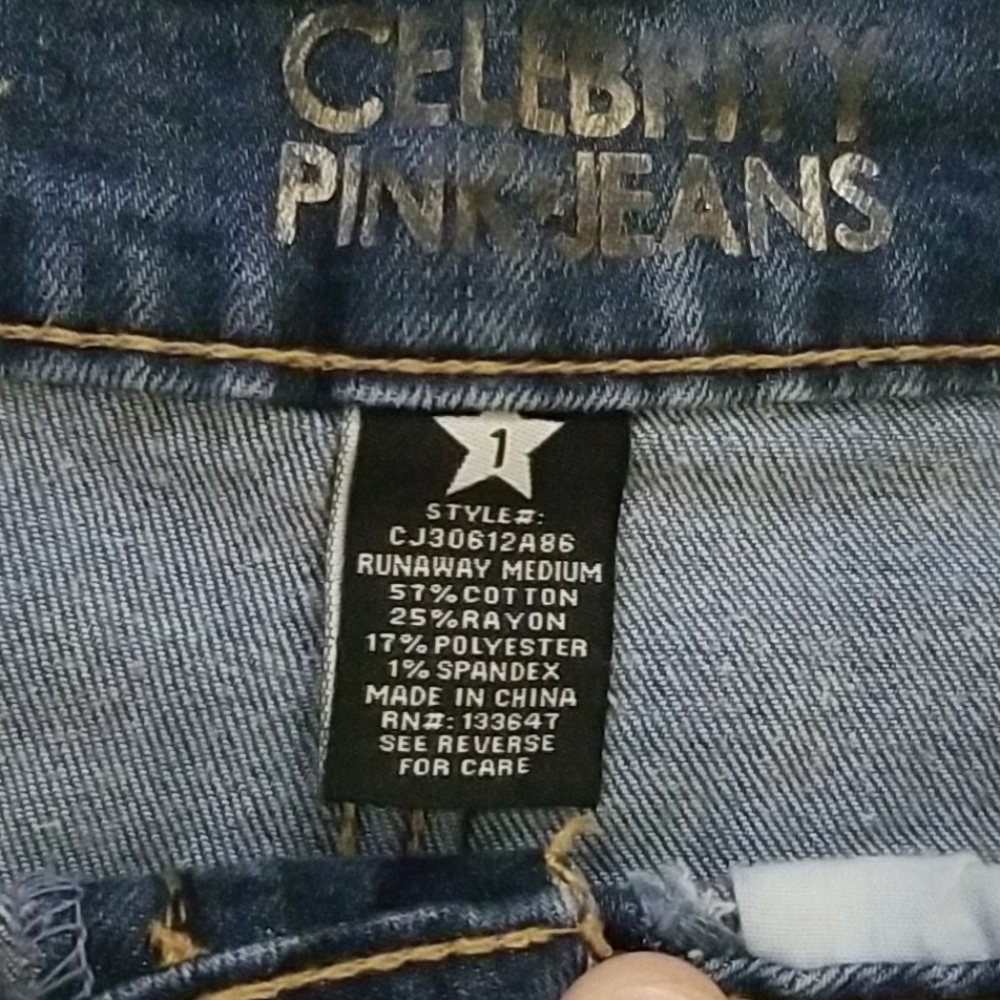 CELEBRITY
PINK JEANS
1
STYLE#:
CJ30612A86
RUNAWAY MEDIUM
57% COTTON
25% RAYON
17% POLYESTER
1% SPANDEX
MADE IN CHINA
RN#: 133647
SEE REVERSE
FOR CARE